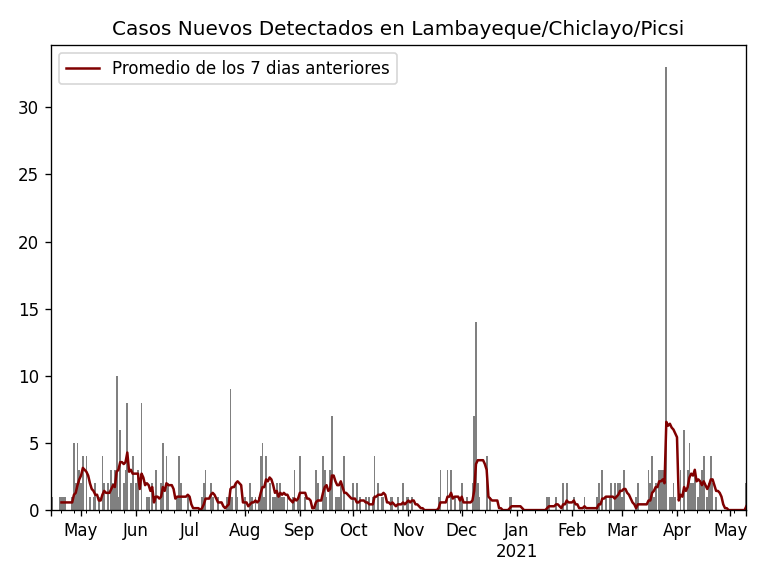 Casos Nuevos Detectados en Lambayeque/Chiclayo/Picsi
Promedio de los 7 dias anteriores
30
25
20
15
10
5
0
May Jun Jul Aug Sep Oct Nov Dec Jan Feb Mar Apr May
2021